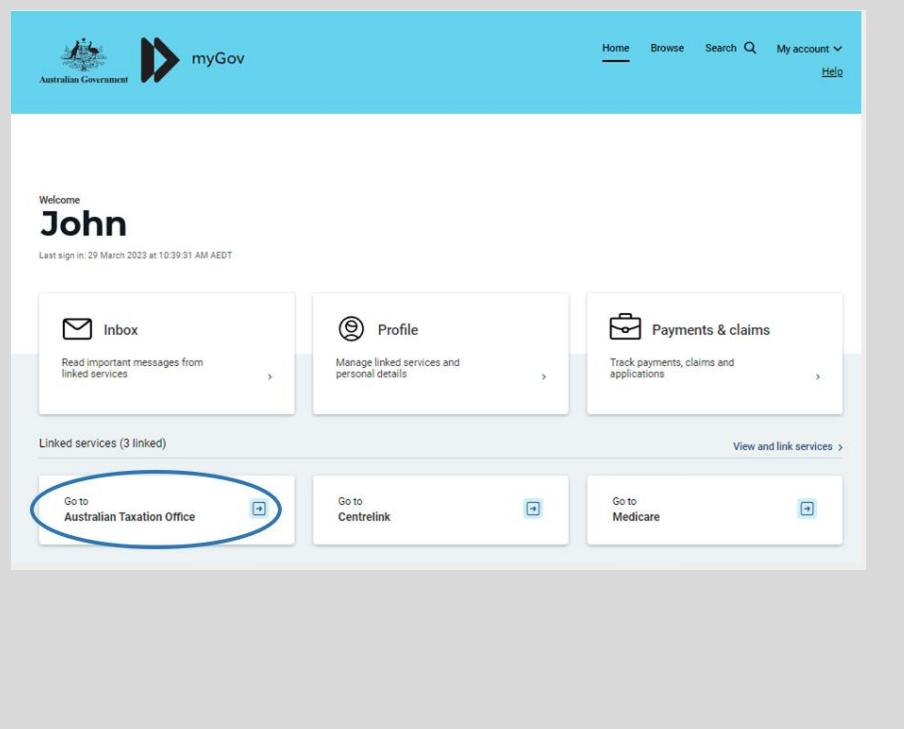 Australian Government
myGov
Home Browse Search My account
Help
Welcome
John
Last sign in: 29 March 2023 at 10:39:31 AM AEDT
Inbox
Read important messages from
linked services
Profile
Manage linked services and
personal details
Payments & claims
Track payments, claims and
applications
Linked services (3 linked)
View and link services
Go to
Australian Taxation Office
Go to
Centrelink
Go to
Medicare